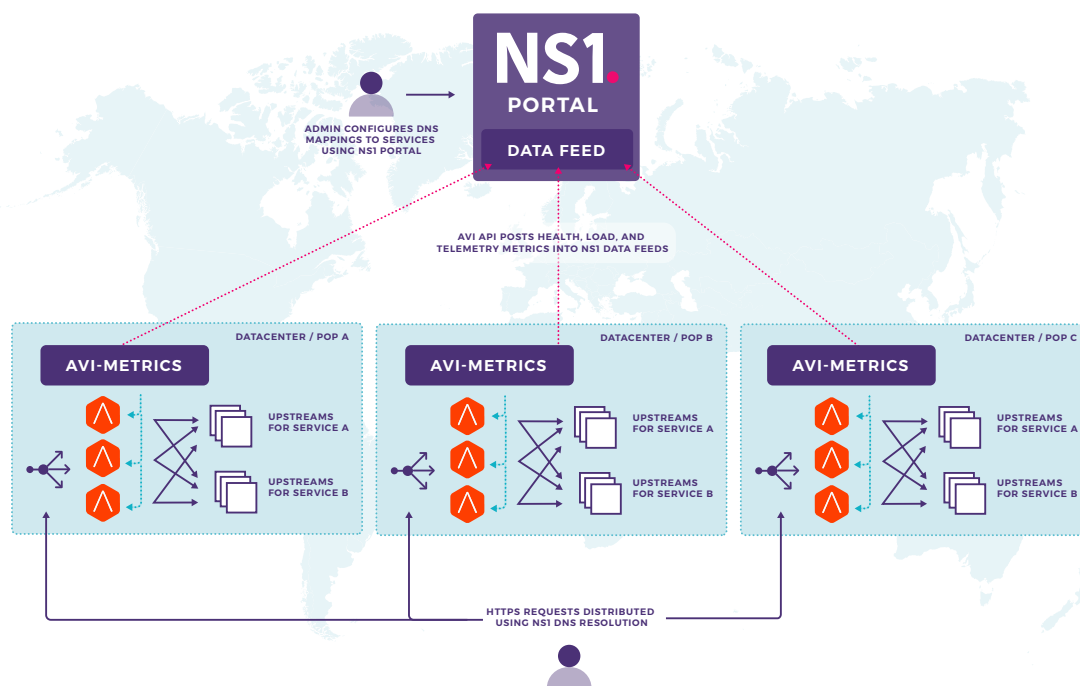 NS1.
PORTAL
DATA FEED
ADMIN CONFIGURES DNS
MAPPINGS TO SERVICES
USING NS1 PORTAL
AVI API POSTS HEALTH, LOAD, AND
TELEMETRY METRICS INTO NS1 DATA FEEDS
DATACENTER / POP A
AVI-METRICS
UPSTREAMS
FOR SERVICE A
UPSTREAMS
FOR SERVICE B
DATACENTER / POP B
AVI-METRICS
UPSTREAMS
FOR SERVICE A
UPSTREAMS
FOR SERVICE B
DATACENTER / POP C
AVI-METRICS
UPSTREAMS
FOR SERVICE A
UPSTREAMS
FOR SERVICE B
HTTPS REQUESTS DISTRIBUTED
USING NS1 DNS RESOLUTION